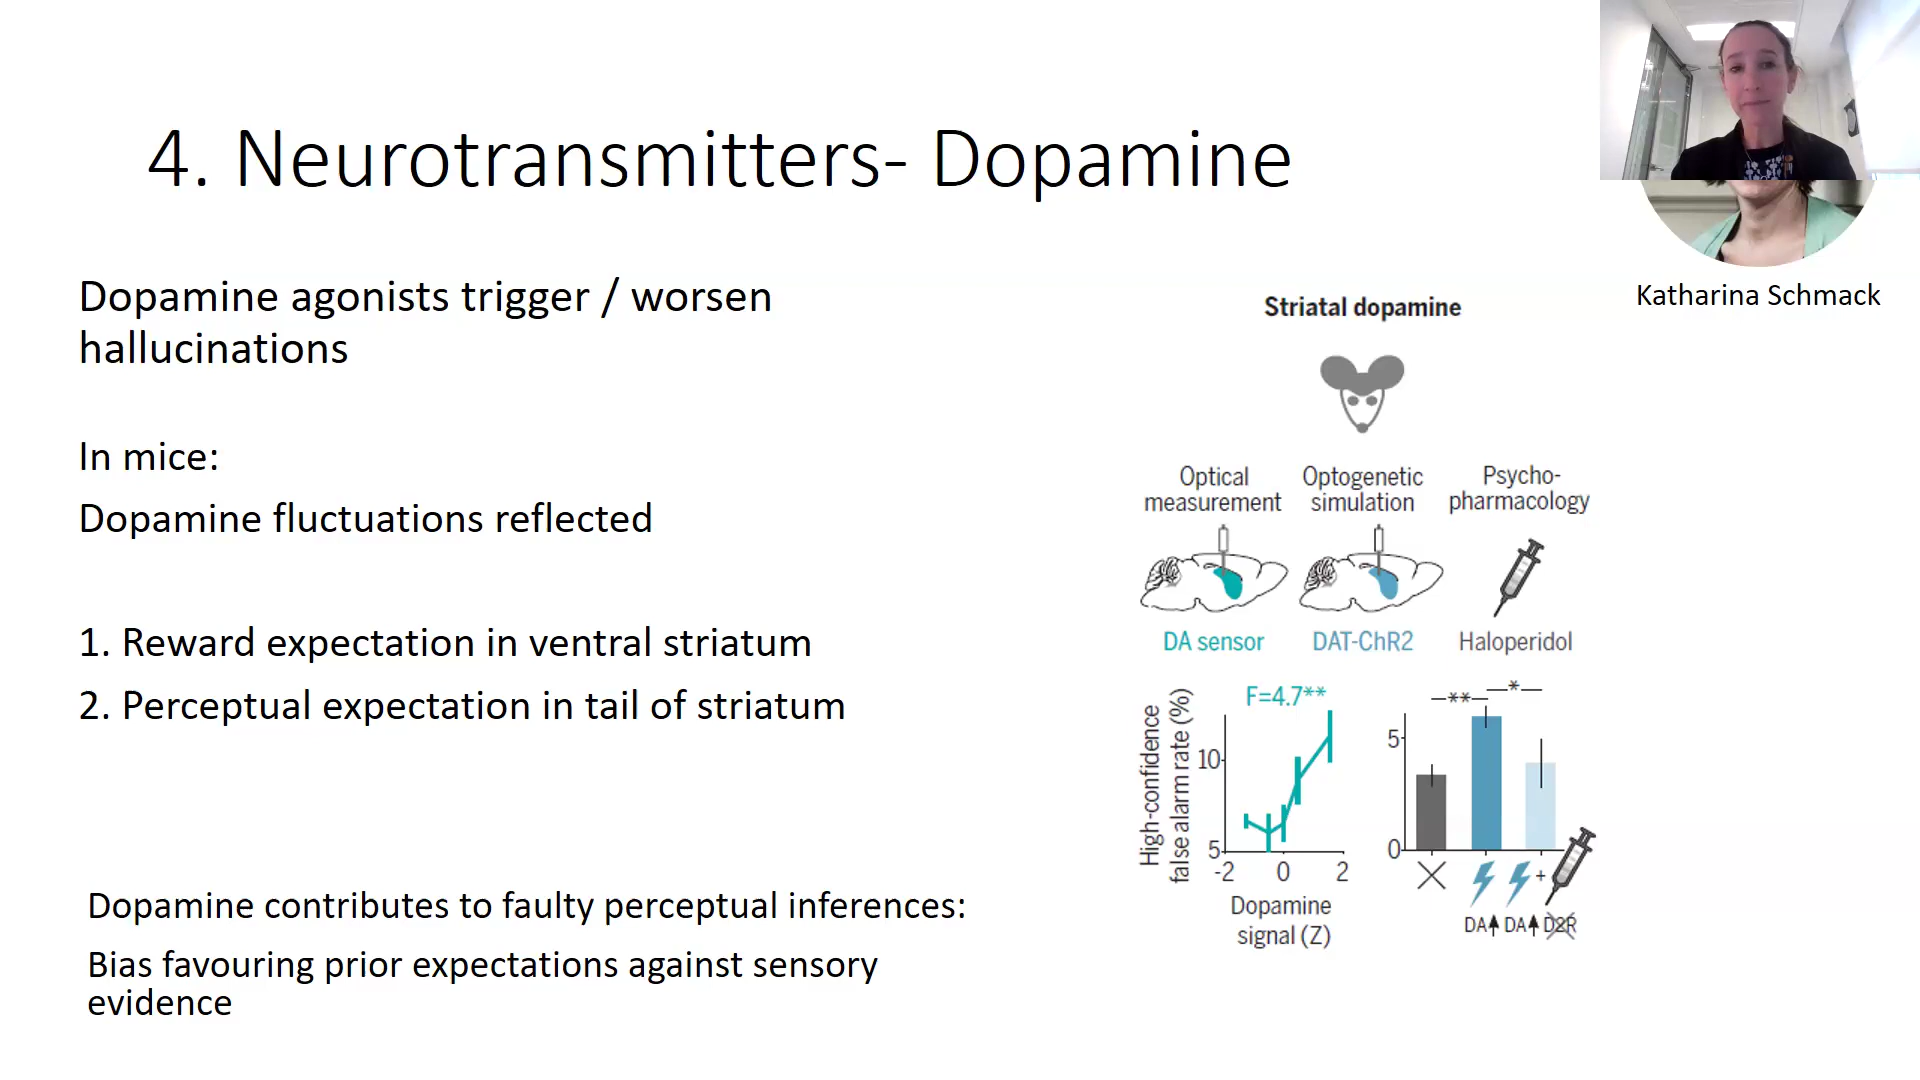 4. Neurotransmitters- Dopamine
Katharina Schmack
Dopamine agonists trigger / worsen
hallucinations
In mice:
Dopamine fluctuations reflected
1. Reward expectation in ventral striatum
2. Perceptual expectation in tail of striatum
Dopamine contributes to faulty perceptual inferences:
Bias favouring prior expectations against sensory
evidence
Striatal dopamine
Optical
measurement
Optogenetic
simulation
Psycho-
pharmacology
DA sensor
DAT-ChR2
Haloperidol
High-confidence
false alarm rate (%)
F=4.7**
10
5
-2 0 2
Dopamine
signal (Z)
** *
5
0
+
DA DA D2R